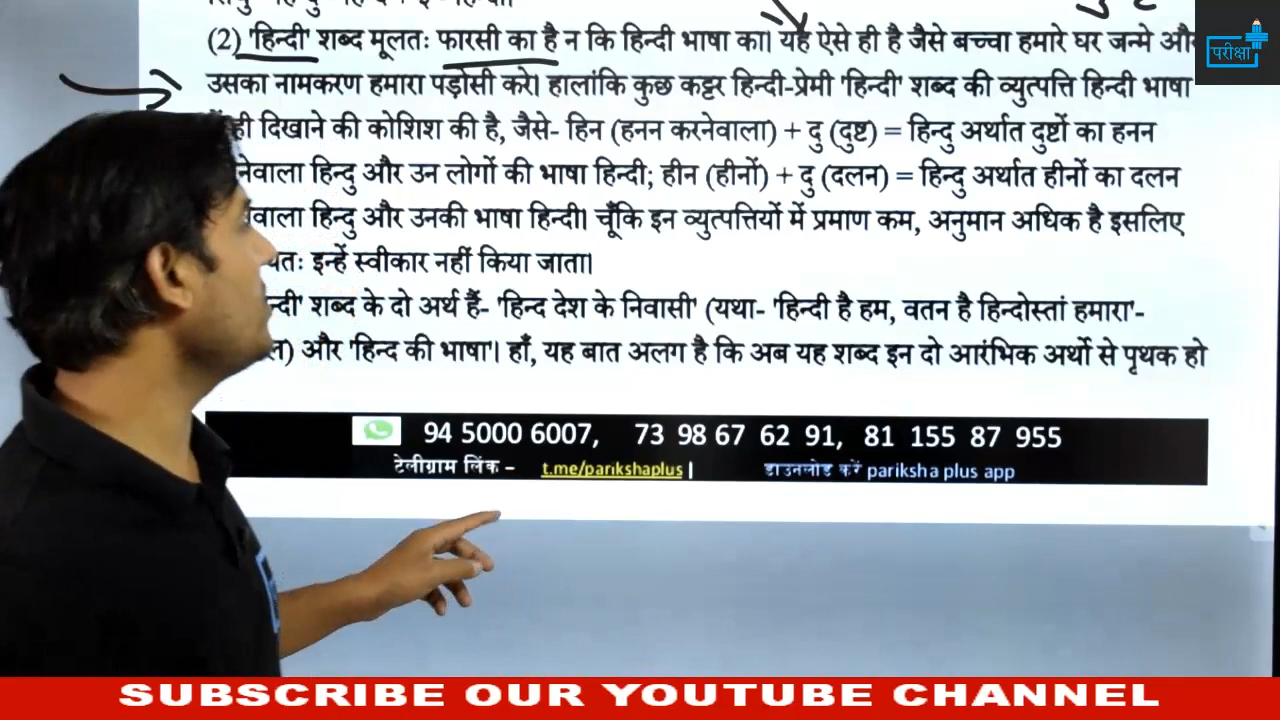 (2) 'हिन्दी' शब्द मूलतः फारसी का है न कि हिन्दी भाषा का। यह ऐसे ही है जैसे बच्चा हमारे घर जन्मे और
उसका नामकरण हमारा पड़ोसी करे। हालांकि कुछ कट्टर हिन्दी-प्रेमी 'हिन्दी' शब्द की व्युत्पत्ति हिन्दी भाषा
ही दिखाने की कोशिश की है, जैसे- हिन (हनन करनेवाला) + दु (दुष्ट) = हिन्दु अर्थात दुष्टों का हनन
नेवाला हिन्दु और उन लोगों की भाषा हिन्दी; हीन (हीनों) + दु (दलन) = हिन्दु अर्थात हीनों का दलन
वाला हिन्दु और उनकी भाषा हिन्दी। चूँकि इन व्युत्पत्तियों में प्रमाण कम, अनुमान अधिक है इसलिए
यतः इन्हें स्वीकार नहीं किया जाता।
न्दी' शब्द के दो अर्थ हैं- 'हिन्द देश के निवासी' (यथा- 'हिन्दी है हम, वतन है हिन्दोस्तां हमारा'-
ल) और 'हिन्द की भाषा'। हाँ, यह बात अलग है कि अब यह शब्द इन दो आरंभिक अर्थो से पृथक हो
94 5000 6007, 73 98 67 62 91, 81 155 87 955
टेलीग्राम लिंक – t.me/parikshaplus | डाउनलोड करें pariksha plus app
परीक्षा
SUBSCRIBE OUR YOUTUBE CHANNEL